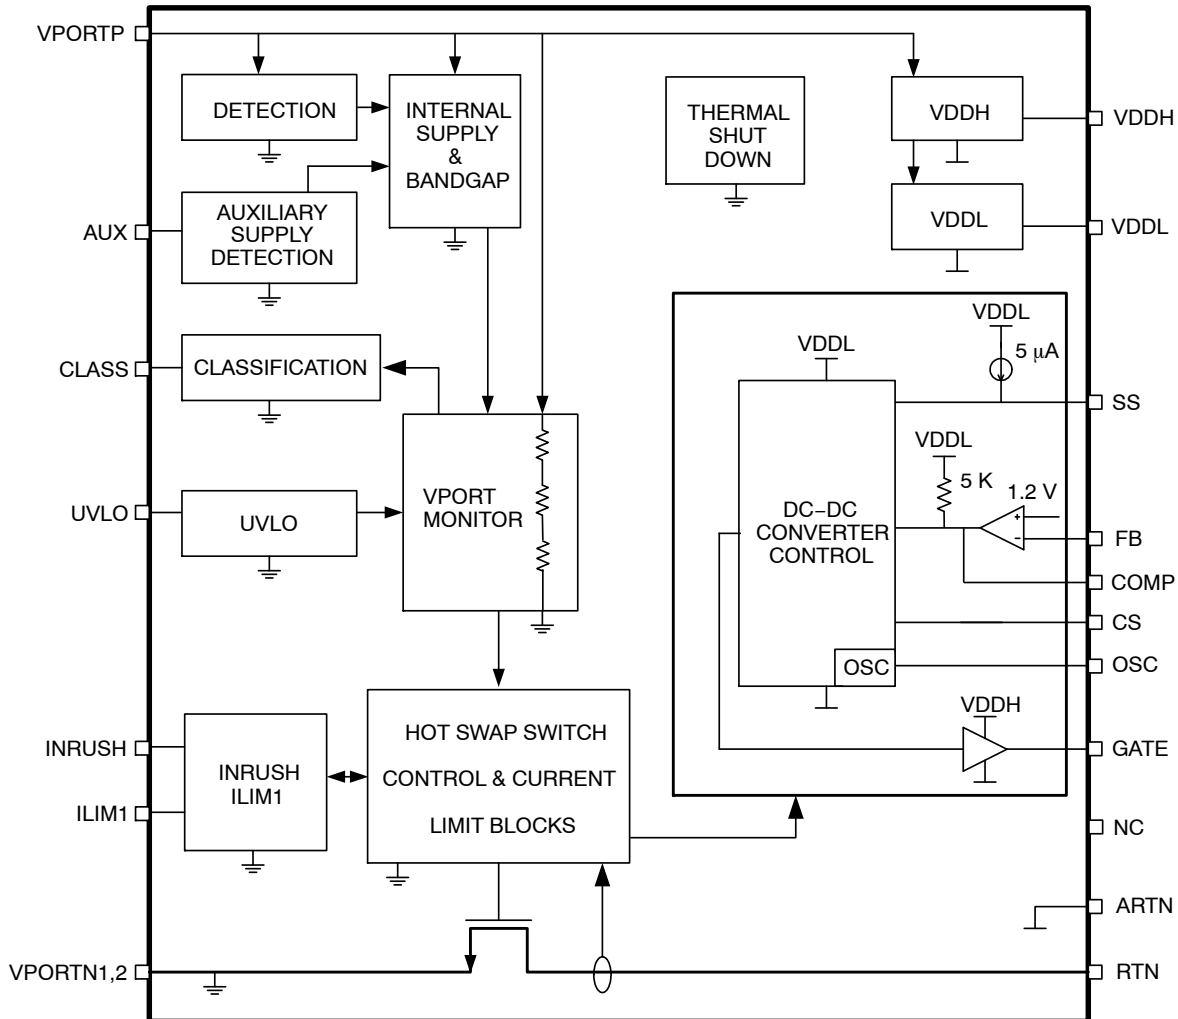 VPORTP
DETECTION
INTERNAL
SUPPLY
&
BANDGAP
THERMAL
SHUT
DOWN
VDDH
VDDH
AUX
AUXILIARY
SUPPLY
DETECTION
VDDL
VDDL
CLASS
CLASSIFICATION
VDDL
VDDL
5 μA
SS
UVLO
UVLO
VPORT
MONITOR
DC–DC
CONVERTER
CONTROL
VDDL
5 K
1.2 V
+
–
FB
COMP
CS
OSC
OSC
INRUSH
ILIM1
INRUSH
ILIM1
HOT SWAP SWITCH
CONTROL & CURRENT
LIMIT BLOCKS
VDDH
GATE
NC
ARTN
VPORTN1,2
RTN